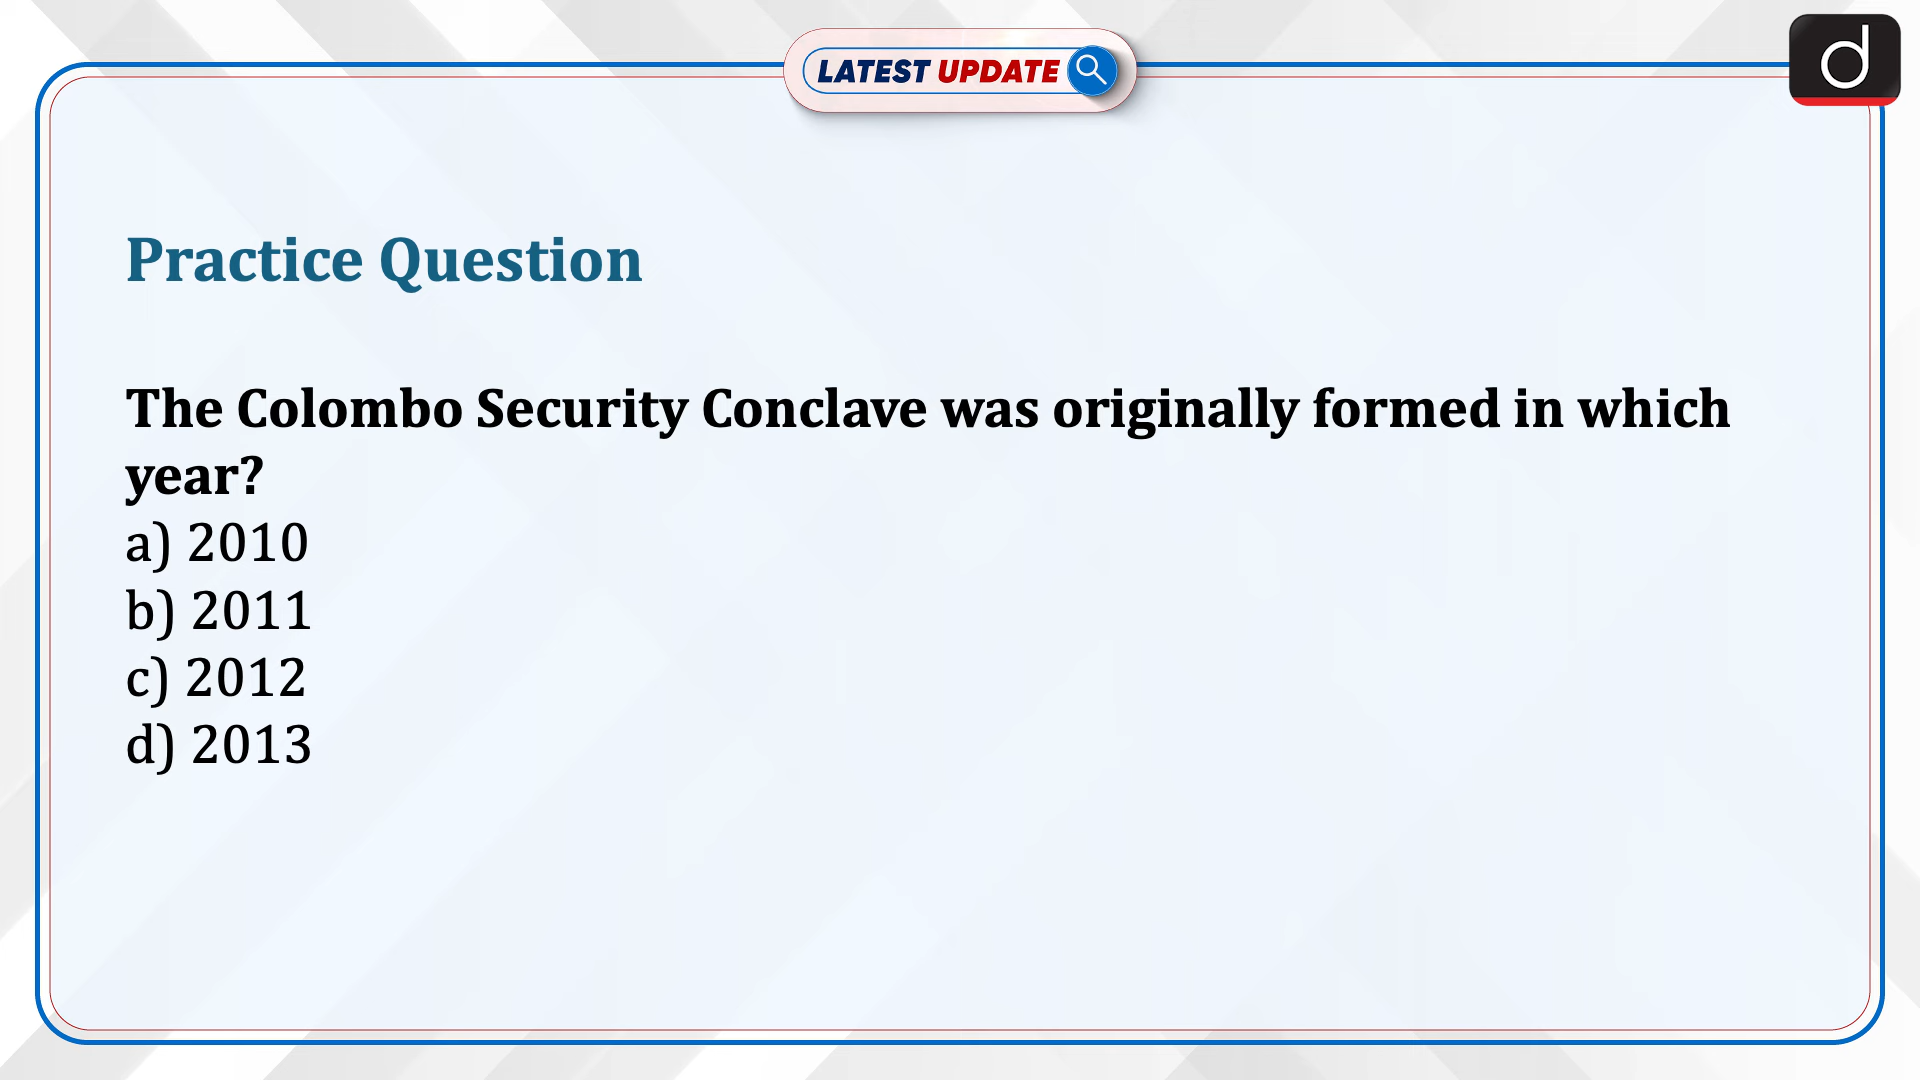 LATEST UPDATE
d
Practice Question
The Colombo Security Conclave was originally formed in which
year?
a) 2010
b) 2011
c) 2012
d) 2013